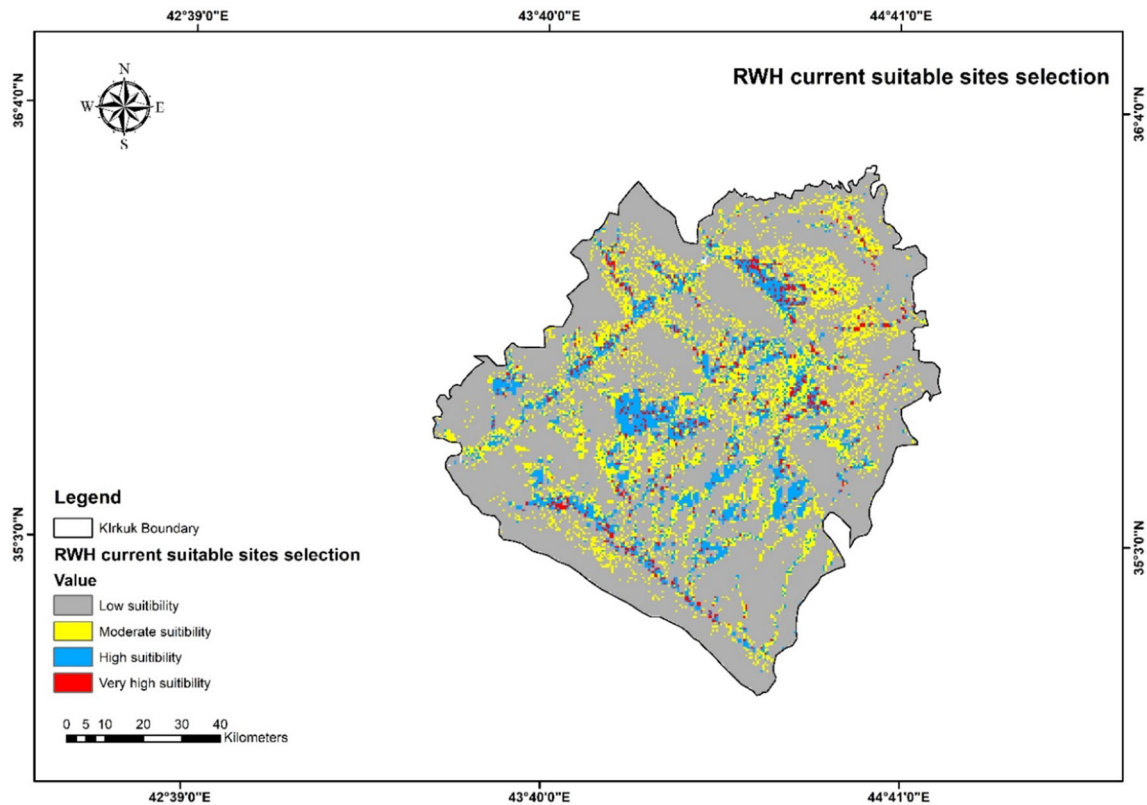 42°39'0"E 43°40'0"E 44°41'0"E
RWH current suitable sites selection
N
W E
S
36°4'0"N 36°4'0"N
35°3'0"N 35°3'0"N
Legend
KIrkuk Boundary
RWH current suitable sites selection
Value
Low suitibility
Moderate suitibility
High suitibility
Very high suitibility
0 5 10 20 30 40
Kilometers
42°39'0"E 43°40'0"E 44°41'0"E